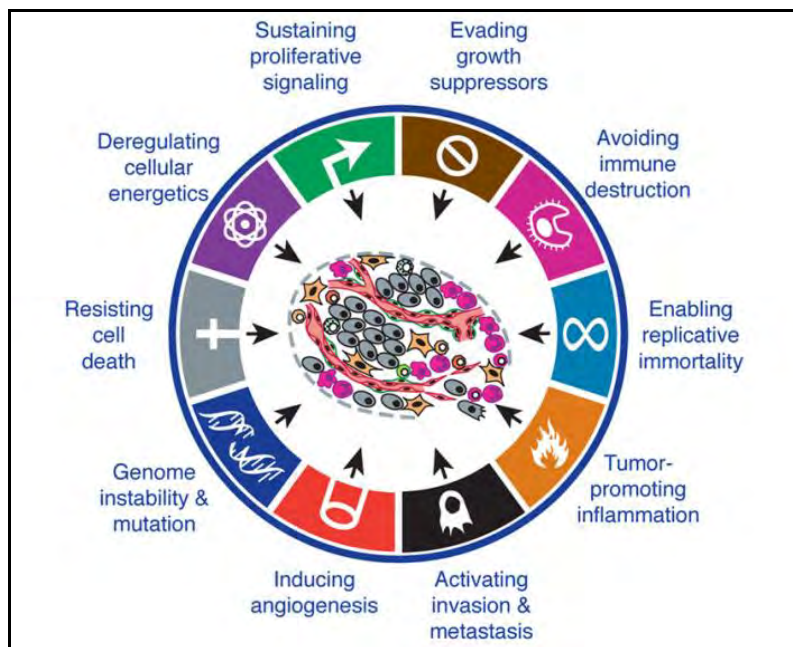 Sustaining
proliferative
signaling
Evading
growth
suppressors
Avoiding
immune
destruction
Enabling
replicative
immortality
Tumor-
promoting
inflammation
Activating
invasion &
metastasis
Inducing
angiogenesis
Genome
instability &
mutation
Resisting
cell
death
Deregulating
cellular
energetics